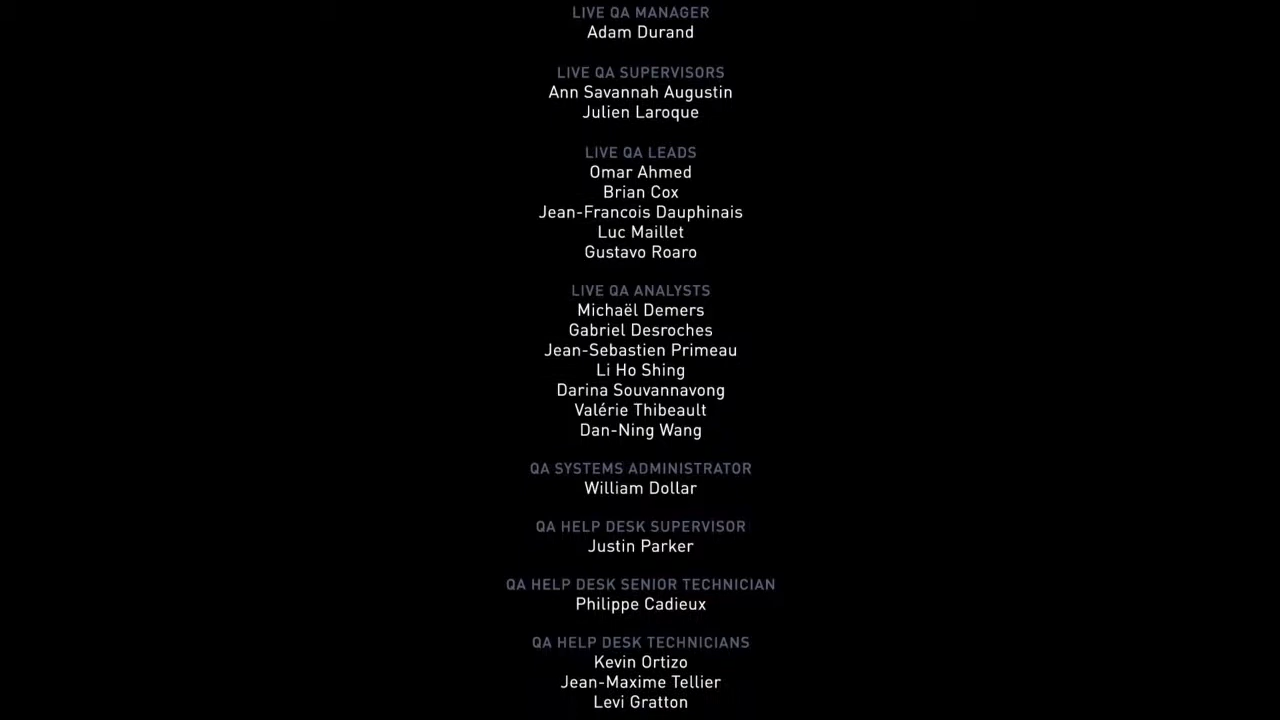 LIVE QA MANAGER
Adam Durand
LIVE QA SUPERVISORS
Ann Savannah Augustin
Julien Laroque
LIVE QA LEADS
Omar Ahmed
Brian Cox
Jean-Francois Dauphinais
Luc Maillet
Gustavo Roaro
LIVE QA ANALYSTS
Michaël Demers
Gabriel Desroches
Jean-Sebastien Primeau
Li Ho Shing
Darina Souvannavong
Valérie Thibeault
Dan-Ning Wang
QA SYSTEMS ADMINISTRATOR
William Dollar
QA HELP DESK SUPERVISOR
Justin Parker
QA HELP DESK SENIOR TECHNICIAN
Philippe Cadieux
QA HELP DESK TECHNICIANS
Kevin Ortizo
Jean-Maxime Tellier
Levi Gratton